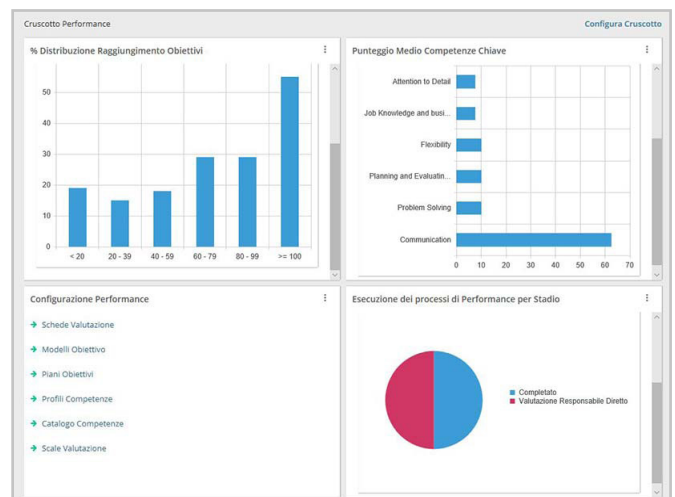 Cruscotto Performance
Configura Cruscotto
% Distribuzione Raggiungimento Obiettivi
50
40
30
20
10
0
< 20
20 - 39
40 - 59
60 - 79
80 - 99
>= 100
Punteggio Medio Competenze Chiave
Attention to Detail
Job Knowledge and busi...
Flexibility
Planning and Evaluatin...
Problem Solving
Communication
0 10 20 30 40 50 60 70
Configurazione Performance
Schede Valutazione
Modelli Obiettivo
Piani Obiettivi
Profili Competenze
Catalogo Competenze
Scale Valutazione
Esecuzione dei processi di Performance per Stadio
Completato
Valutazione Responsabile Diretto